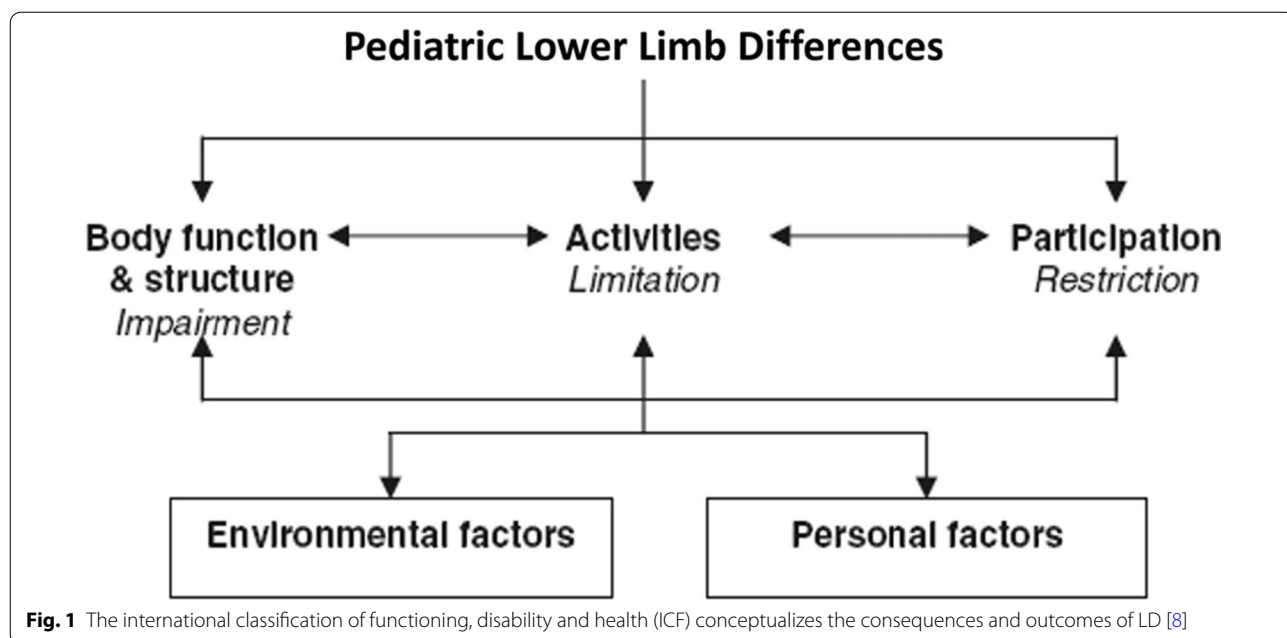 Pediatric Lower Limb Differences
Body function
& structure
Impairment
Activities
Limitation
Participation
Restriction
Environmental factors
Personal factors
Fig. 1 The international classification of functioning, disability and health (ICF) conceptualizes the consequences and outcomes of LD [8]